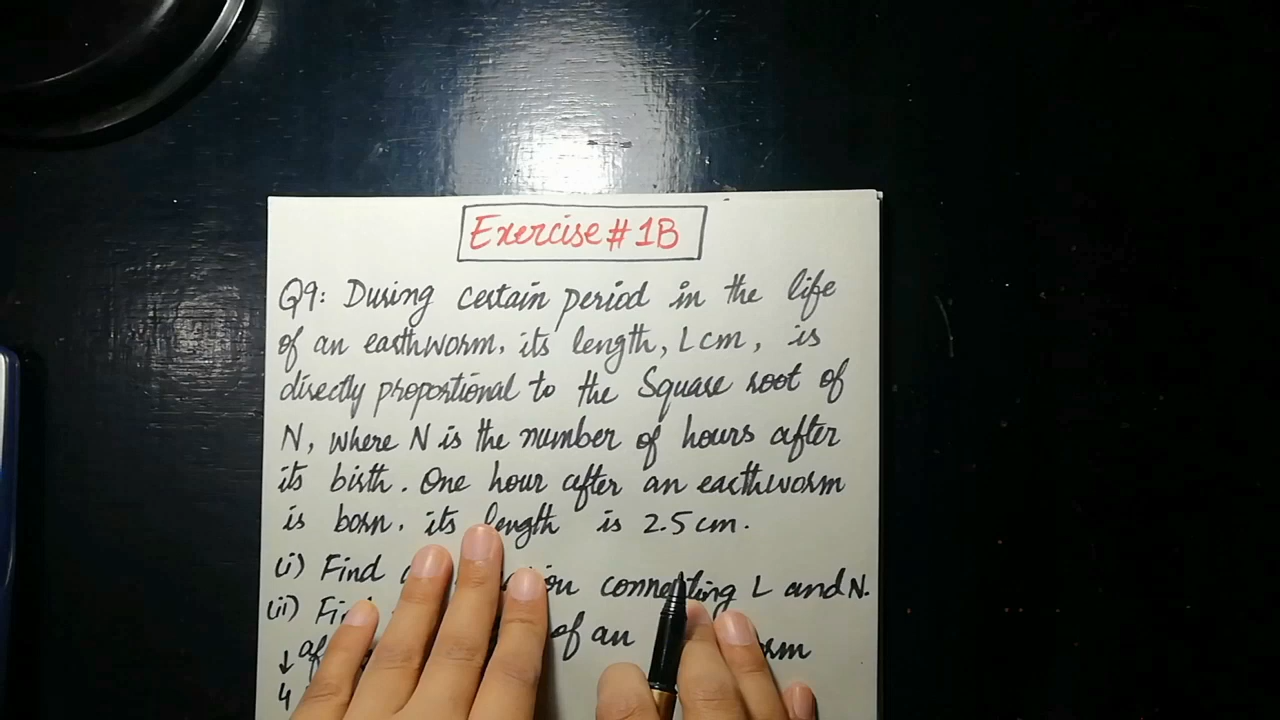 Exercise # 1B
Q9: During certain period in the life
of an earthworm, its length, L cm, is
directly proportional to the Square root of
N, where N is the number of hours after
its birth. One hour after an earthworm
is born, its length is 2.5 cm.
(i) Find connecting L and N.
(ii) of an
↓
4